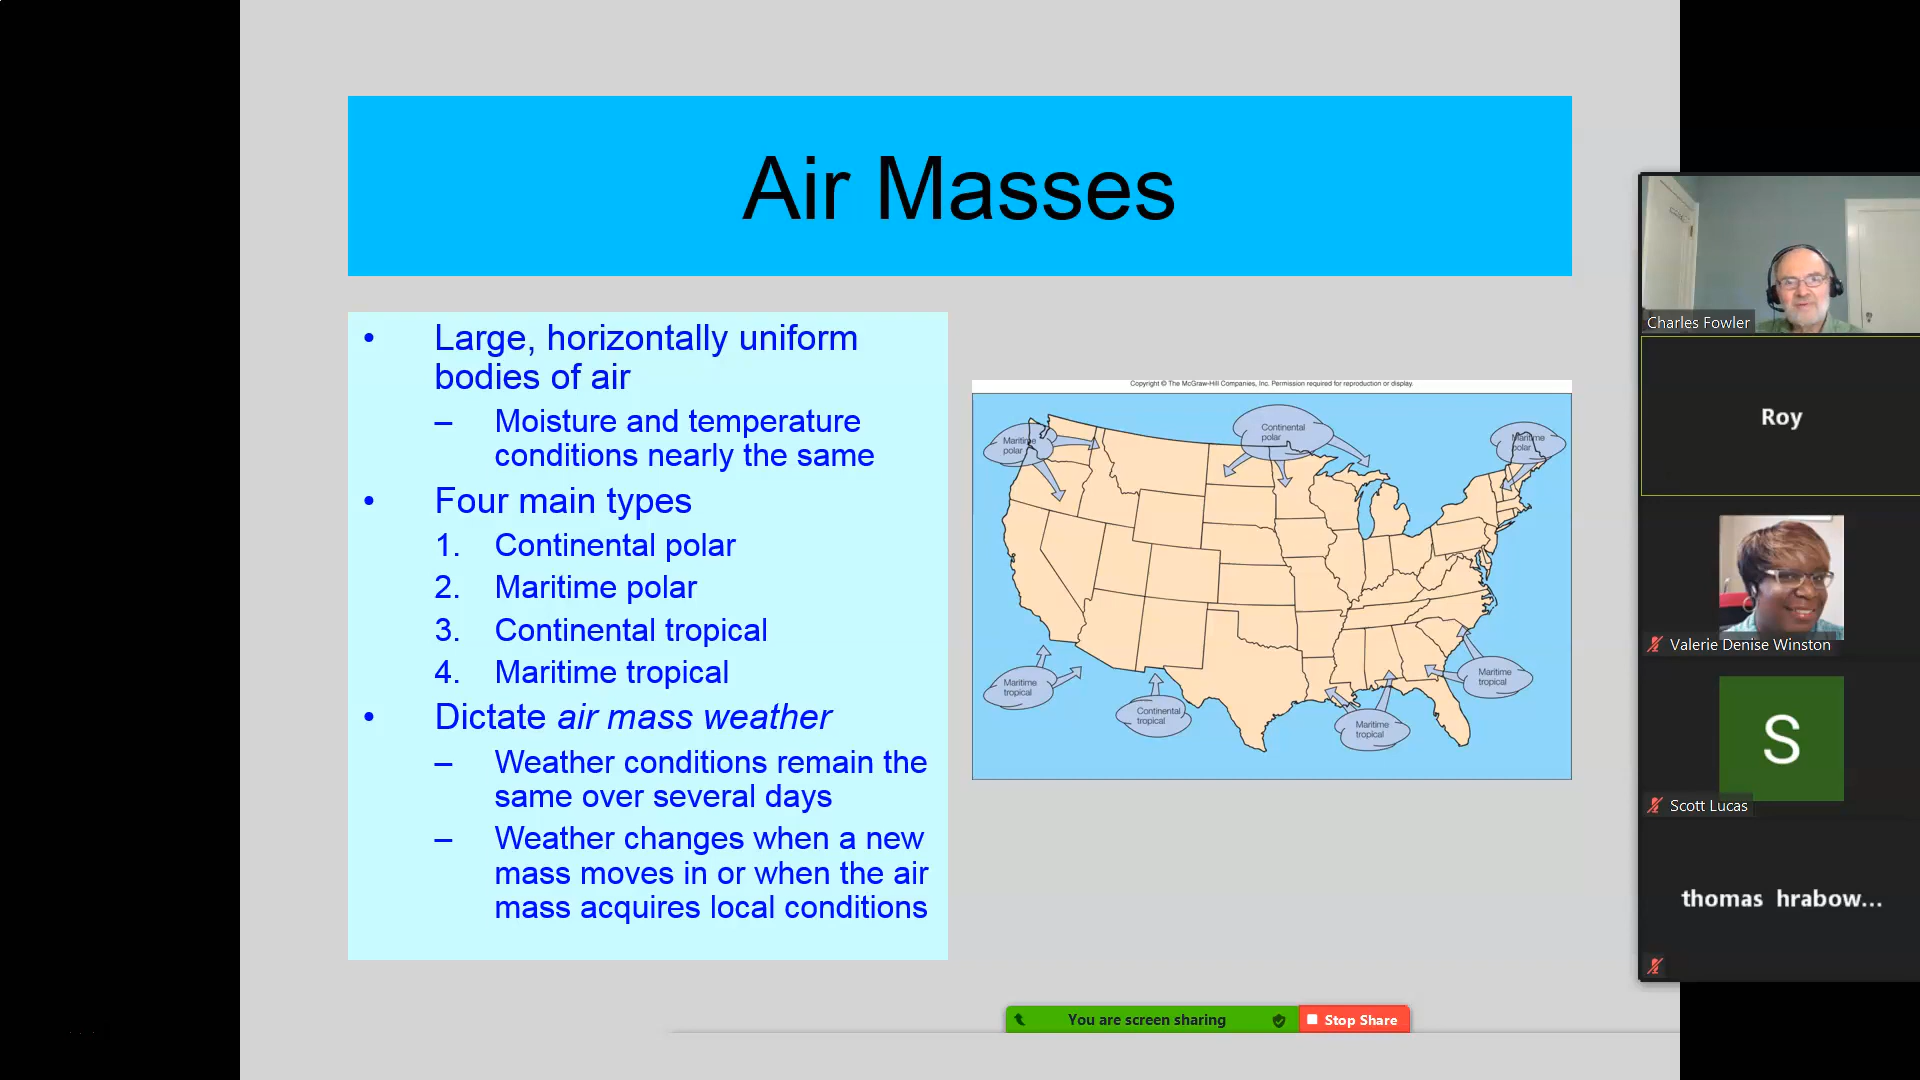 Air Masses
• Large, horizontally uniform
bodies of air
– Moisture and temperature
conditions nearly the same
• Four main types
1. Continental polar
2. Maritime polar
3. Continental tropical
4. Maritime tropical
• Dictate air mass weather
– Weather conditions remain the
same over several days
– Weather changes when a new
mass moves in or when the air
mass acquires local conditions
Copyright © The McGraw-Hill Companies, Inc. Permission required for reproduction or display.
Maritime
polar
Continental
polar
Maritime
polar
Maritime
tropical
Continental
tropical
Maritime
tropical
Maritime
tropical
Charles Fowler
Roy
Valerie Denise Winston
S
Scott Lucas
thomas hrabow...
You are screen sharing
Stop Share